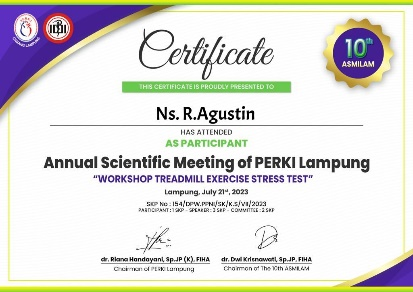 Certificate
10th
ASMILAM
THIS CERTIFICATE IS PROUDLY PRESENTED TO
Ns. R.Agustin
HAS ATTENDED
AS PARTICIPANT
Annual Scientific Meeting of PERKI Lampung
“WORKSHOP TREADMILL EXERCISE STRESS TEST”
Lampung, July 21st, 2023
SKP No : 154/DPW.PPNI/SK/K.S/VII/2023
PARTICIPANT : 1 SKP - SPEAKER : 3 SKP - COMMITTEE : 2 SKP
dr. Riana Handayani, Sp.JP (K), FIHA
Chairman of PERKI Lampung
dr. Dwi Krisnawati, Sp.JP, FIHA
Chairman of The 10th ASMILAM